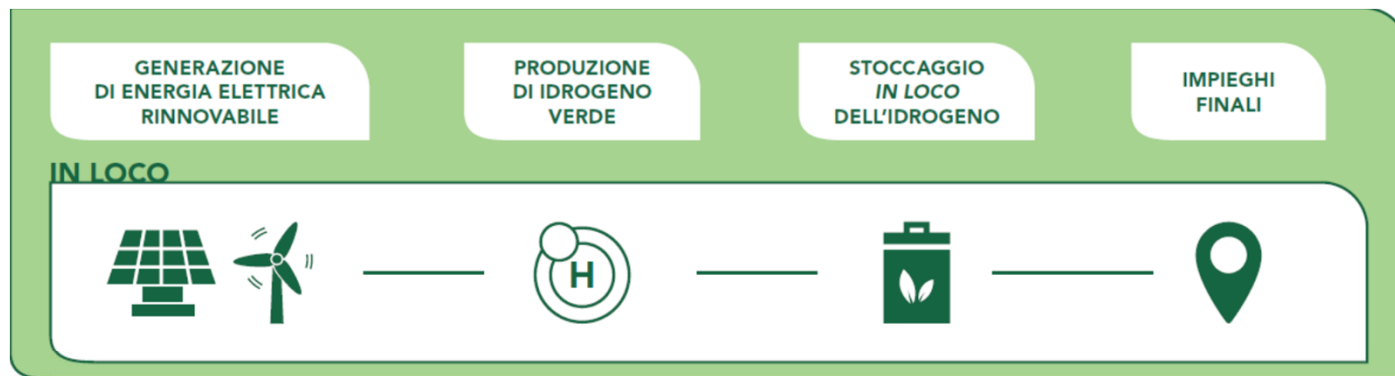 GENERAZIONE
DI ENERGIA ELETTRICA
RINNOVABILE
PRODUZIONE
DI IDROGENO
VERDE
STOCCAGGIO
IN LOCO
DELL'IDROGENO
IMPIEGHI
FINALI
IN LOCO
H